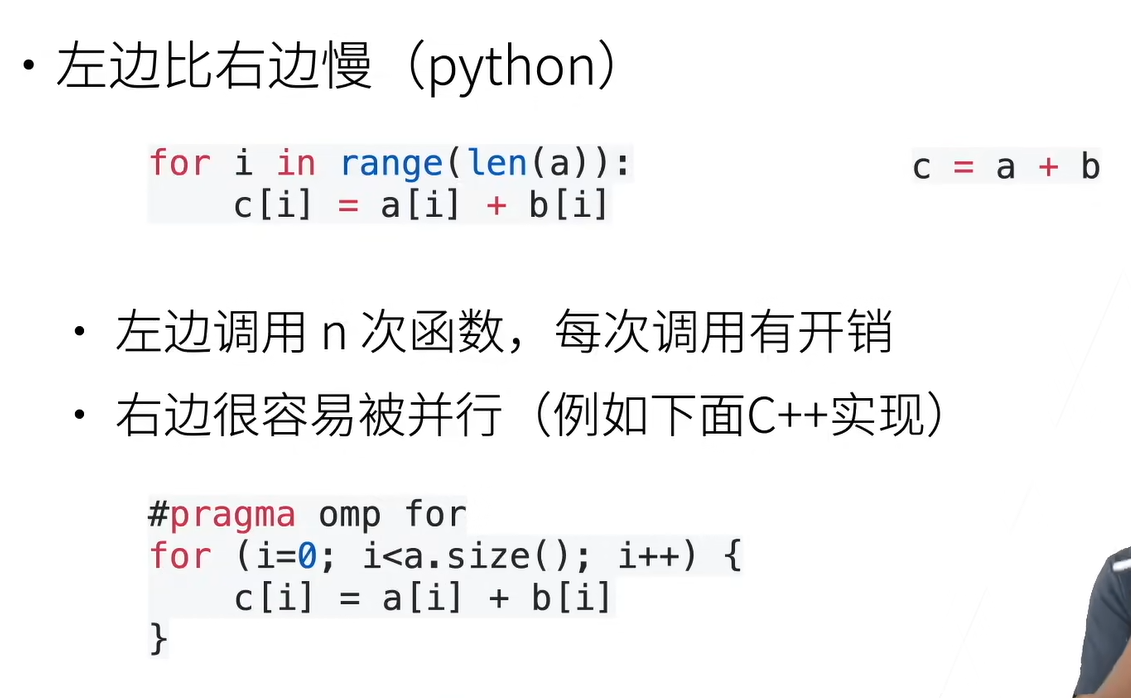 • 左边比右边慢（python）
for i in range(len(a)):
    c[i] = a[i] + b[i]
c = a + b
• 左边调用 n 次函数，每次调用有开销
• 右边很容易被并行（例如下面C++实现）
#pragma omp for
for (i=0; i<a.size(); i++) {
    c[i] = a[i] + b[i]
}